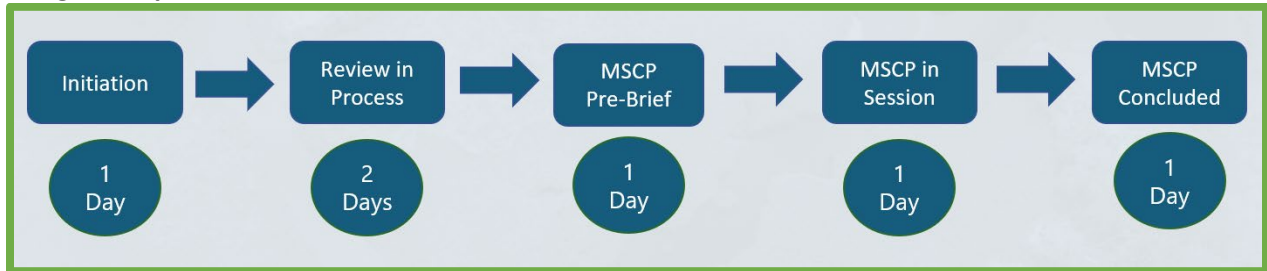 Initiation
Review in
Process
MSCP
Pre-Brief
MSCP in
Session
MSCP
Concluded
1
Day
2
Days
1
Day
1
Day
1
Day